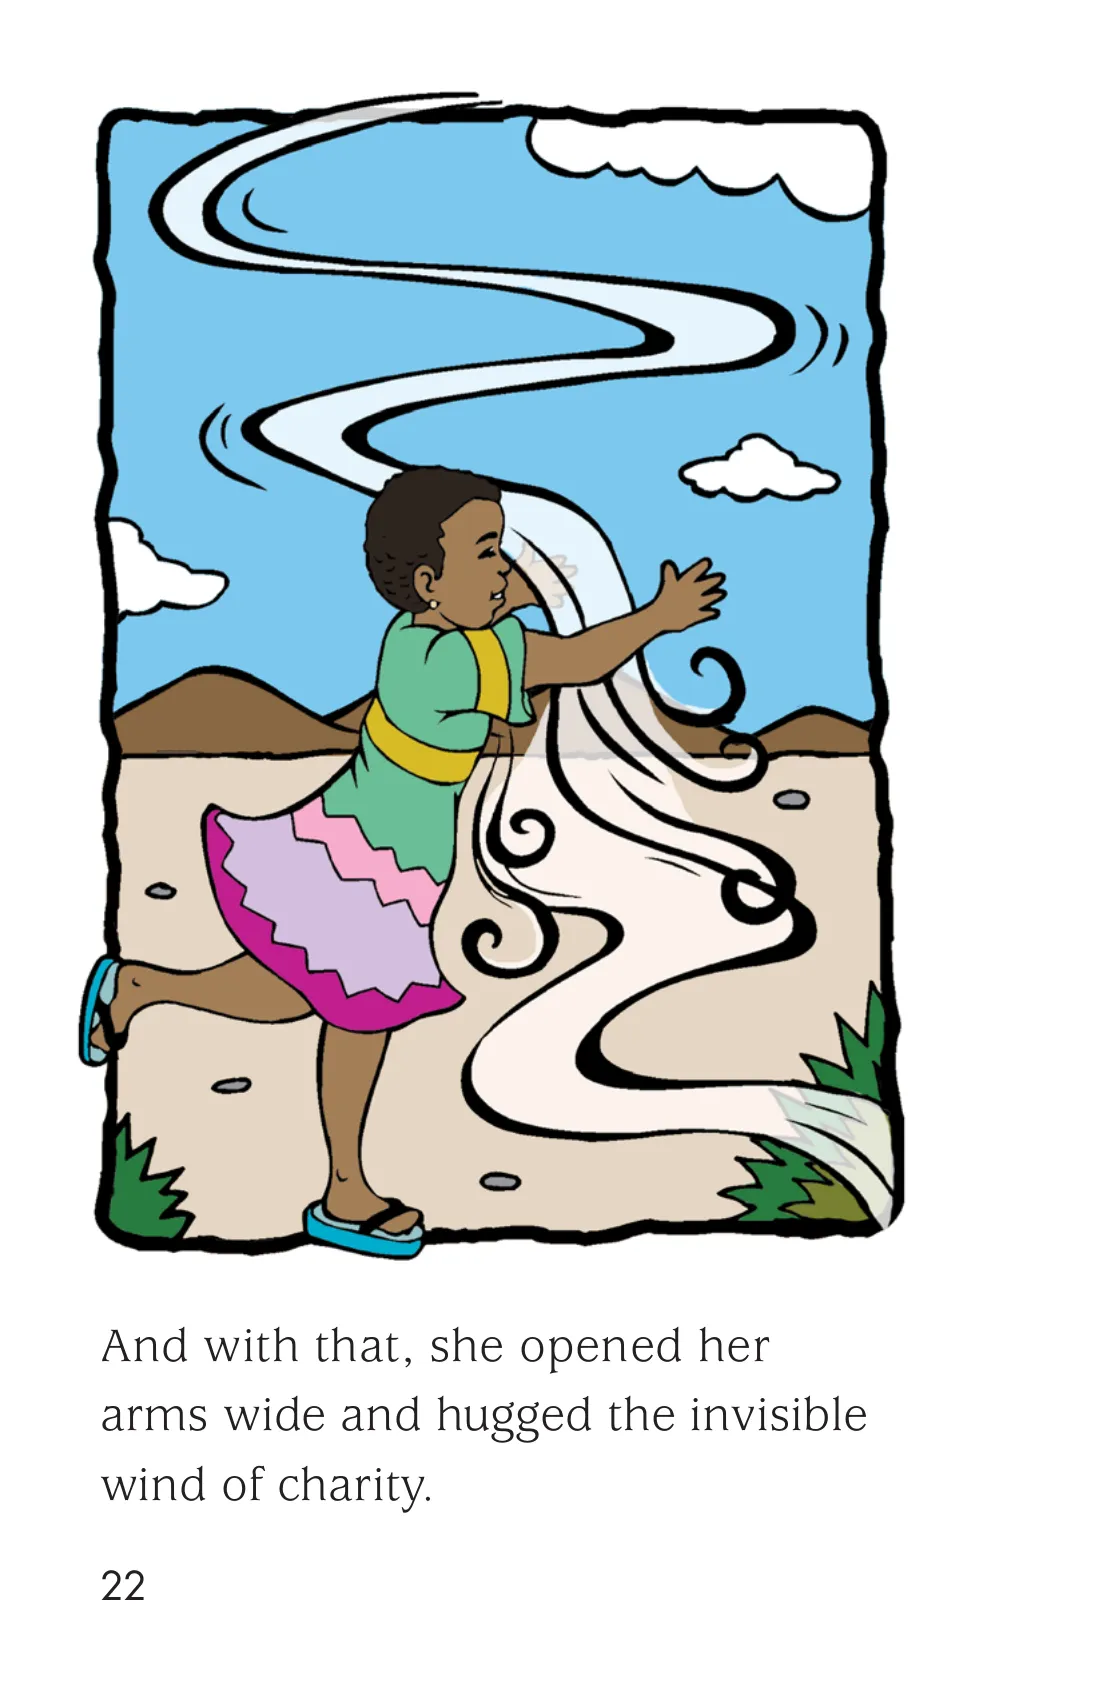 And with that, she opened her
arms wide and hugged the invisible
wind of charity.
22